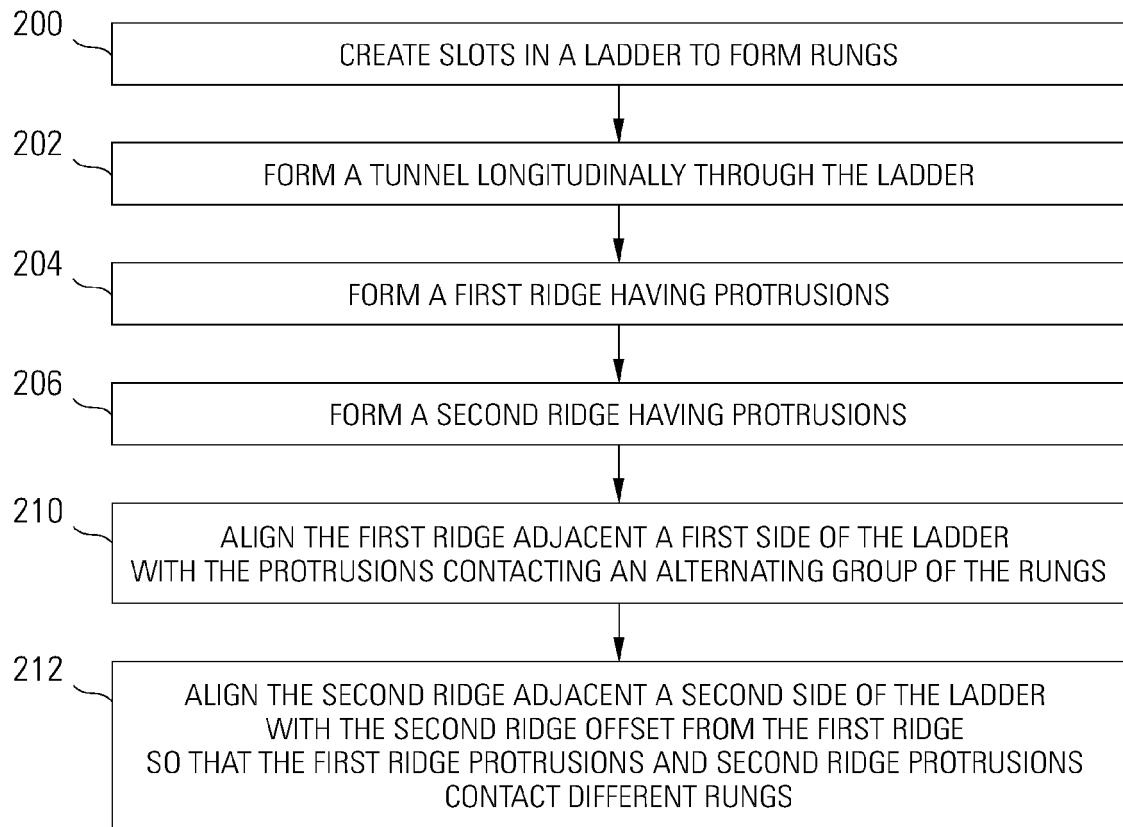 200
CREATE SLOTS IN A LADDER TO FORM RUNGS
202
FORM A TUNNEL LONGITUDINALLY THROUGH THE LADDER
204
FORM A FIRST RIDGE HAVING PROTRUSIONS
206
FORM A SECOND RIDGE HAVING PROTRUSIONS
210
ALIGN THE FIRST RIDGE ADJACENT A FIRST SIDE OF THE LADDER
WITH THE PROTRUSIONS CONTACTING AN ALTERNATING GROUP OF THE RUNGS
212
ALIGN THE SECOND RIDGE ADJACENT A SECOND SIDE OF THE LADDER
WITH THE SECOND RIDGE OFFSET FROM THE FIRST RIDGE
SO THAT THE FIRST RIDGE PROTRUSIONS AND SECOND RIDGE PROTRUSIONS
CONTACT DIFFERENT RUNGS